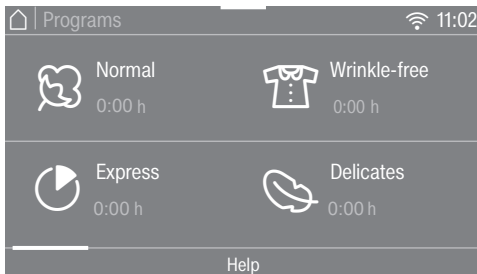 Programs 11:02
Normal Wrinkle-free
0:00 h 0:00 h
Express Delicates
0:00 h 0:00 h
Help